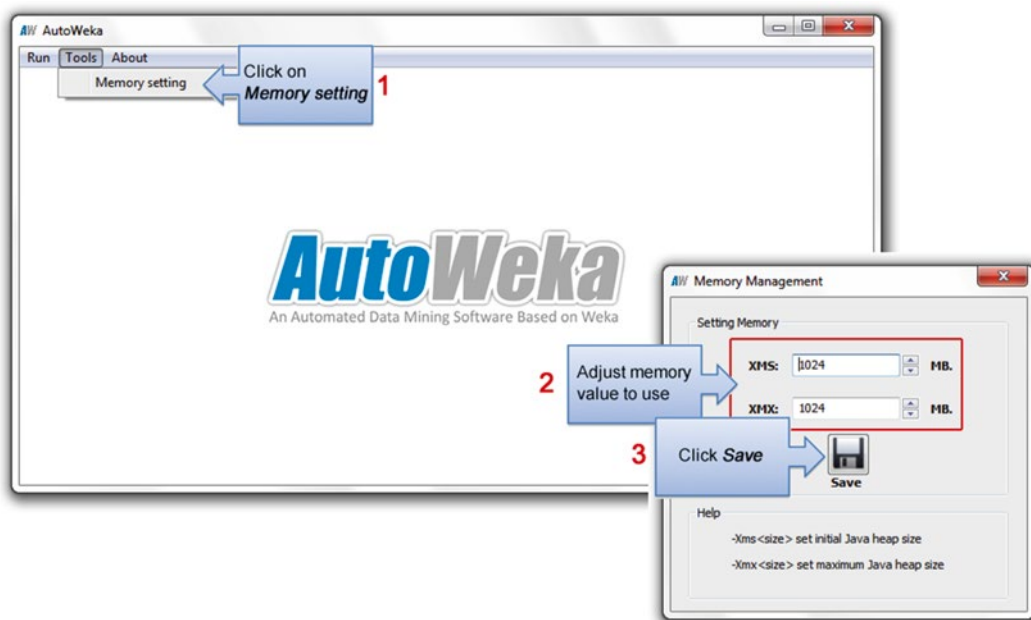 AW AutoWeka
Run Tools About
Memory setting
Click on
Memory setting
1
AutoWeka
An Automated Data Mining Software Based on Weka
AW Memory Management
Setting Memory
2
Adjust memory
value to use
XMS: 1024 MB.
XMX: 1024 MB.
3
Click Save
Save
Help
-Xms<size> set initial Java heap size
-Xmx<size> set maximum Java heap size